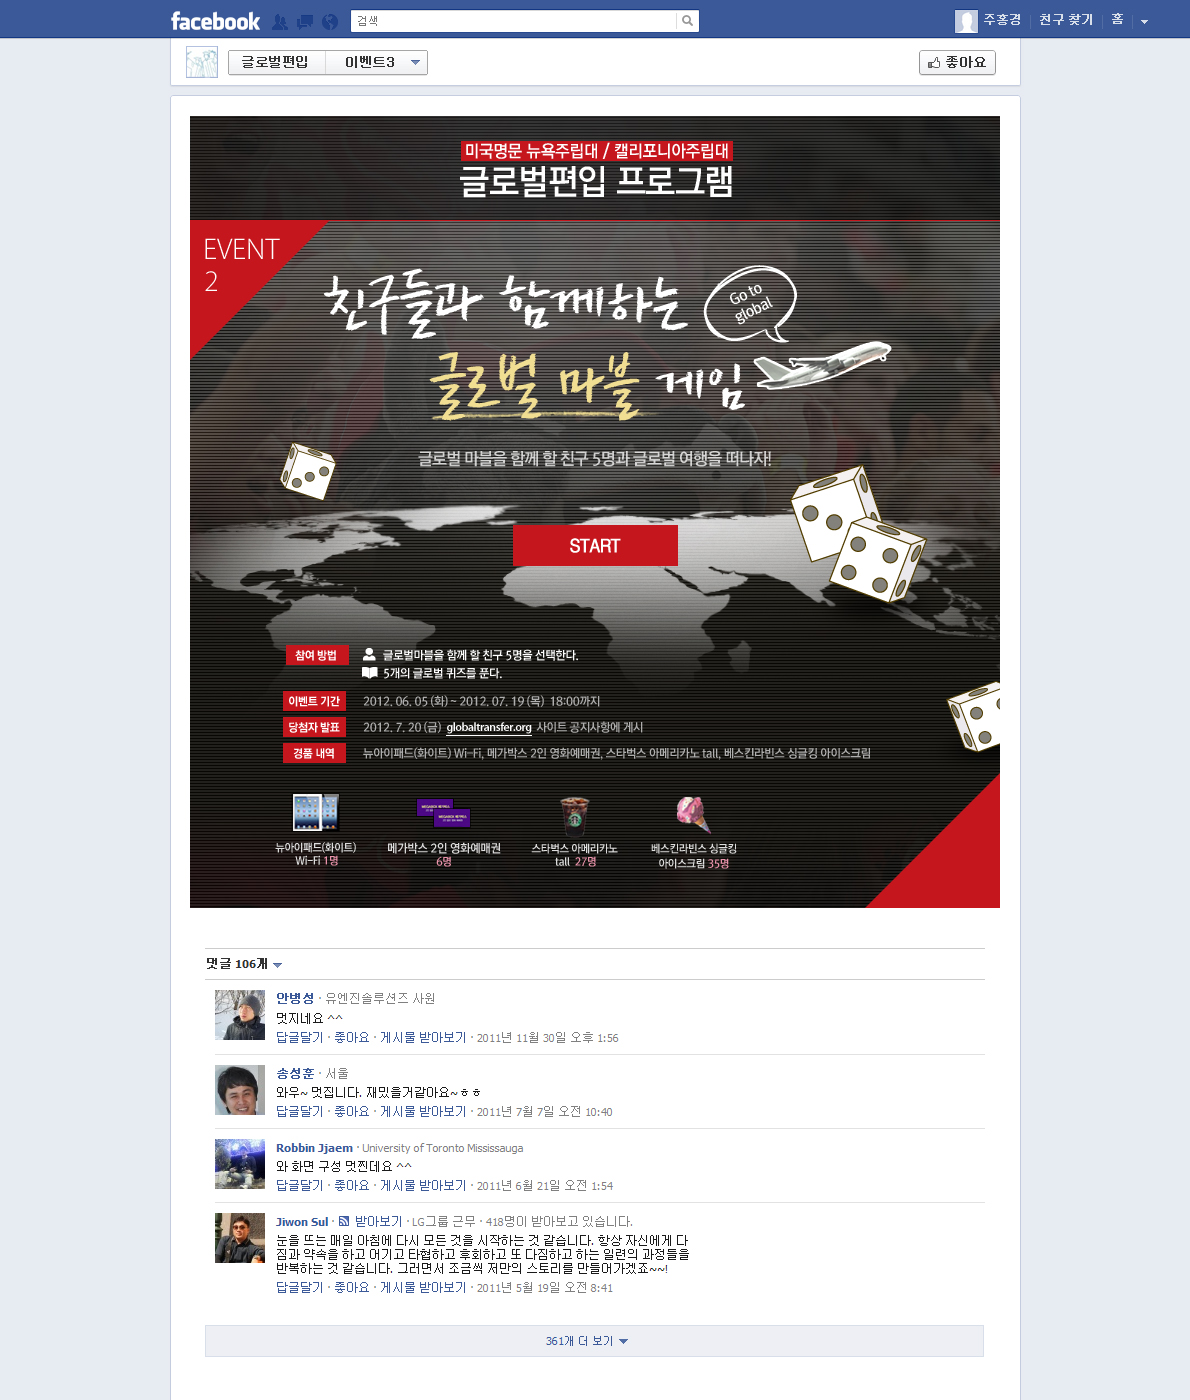 facebook
검색
주홍경
친구 찾기
홈
글로벌편입
이벤트3
좋아요
미국명문 뉴욕주립대 / 캘리포니아주립대
글로벌편입 프로그램
EVENT
2
친구들과 함께하는
Go to
global
글로벌 마블 게임
글로벌 마블을 함께 할 친구 5명과 글로벌 여행을 떠나자!
START
참여 방법
글로벌마블을 함께 할 친구 5명을 선택한다.
5개의 글로벌 퀴즈를 푼다.
이벤트 기간
2012. 06. 05 (화) ~ 2012. 07. 19 (목) 18:00까지
당첨자 발표
2012. 7. 20 (금) globaltransfer.org 사이트 공지사항에 게시
경품 내역
뉴아이패드(화이트) Wi-Fi, 메가박스 2인 영화예매권, 스타벅스 아메리카노 tall, 베스킨라빈스 싱글킹 아이스크림
뉴아이패드(화이트)
Wi-Fi 1명
메가박스 2인 영화예매권
6명
스타벅스 아메리카노
tall 27명
베스킨라빈스 싱글킹
아이스크림 35명
댓글 106개
안병성 · 유엔진솔루션즈 사원
멋지네요 ^^
답글달기 · 좋아요 · 게시물 받아보기 · 2011년 11월 30일 오후 1:56
송성훈 · 서울
와우~ 멋집니다. 재밌을거같아요~ㅎㅎ
답글달기 · 좋아요 · 게시물 받아보기 · 2011년 7월 7일 오전 10:40
Robbin Jjaem · University of Toronto Mississauga
와 화면 구성 멋찐데요 ^^
답글달기 · 좋아요 · 게시물 받아보기 · 2011년 6월 21일 오전 1:54
Jiwon Sul · 받아보기 · LG그룹 근무 · 418명이 받아보고 있습니다.
눈을 뜨는 매일 아침에 다시 모든 것을 시작하는 것 같습니다. 항상 자신에게 다
짐과 약속을 하고 어기고 타협하고 후회하고 또 다짐하고 하는 일련의 과정들을
반복하는 것 같습니다. 그러면서 조금씩 저만의 스토리를 만들어가겠죠~~!
답글달기 · 좋아요 · 게시물 받아보기 · 2011년 5월 19일 오전 8:41
361개 더 보기